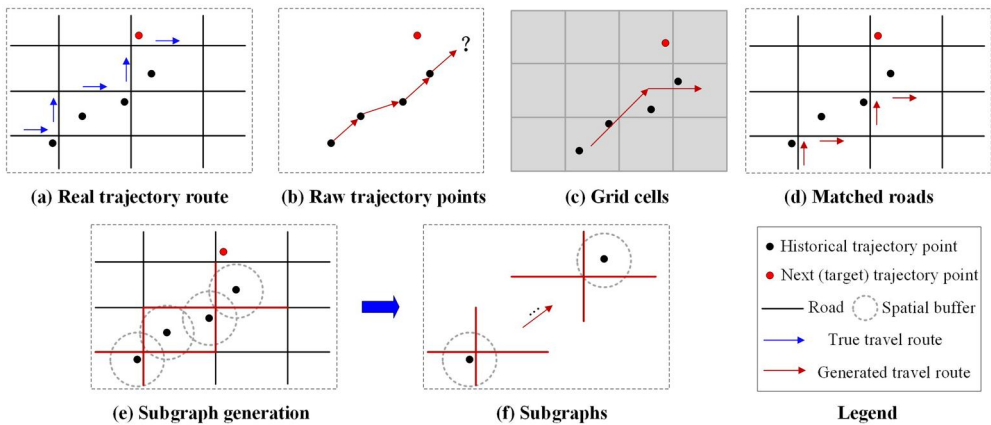 ?
(a) Real trajectory route
(b) Raw trajectory points
(c) Grid cells
(d) Matched roads
...
(e) Subgraph generation
(f) Subgraphs
Historical trajectory point
Next (target) trajectory point
Road
Spatial buffer
True travel route
Generated travel route
Legend